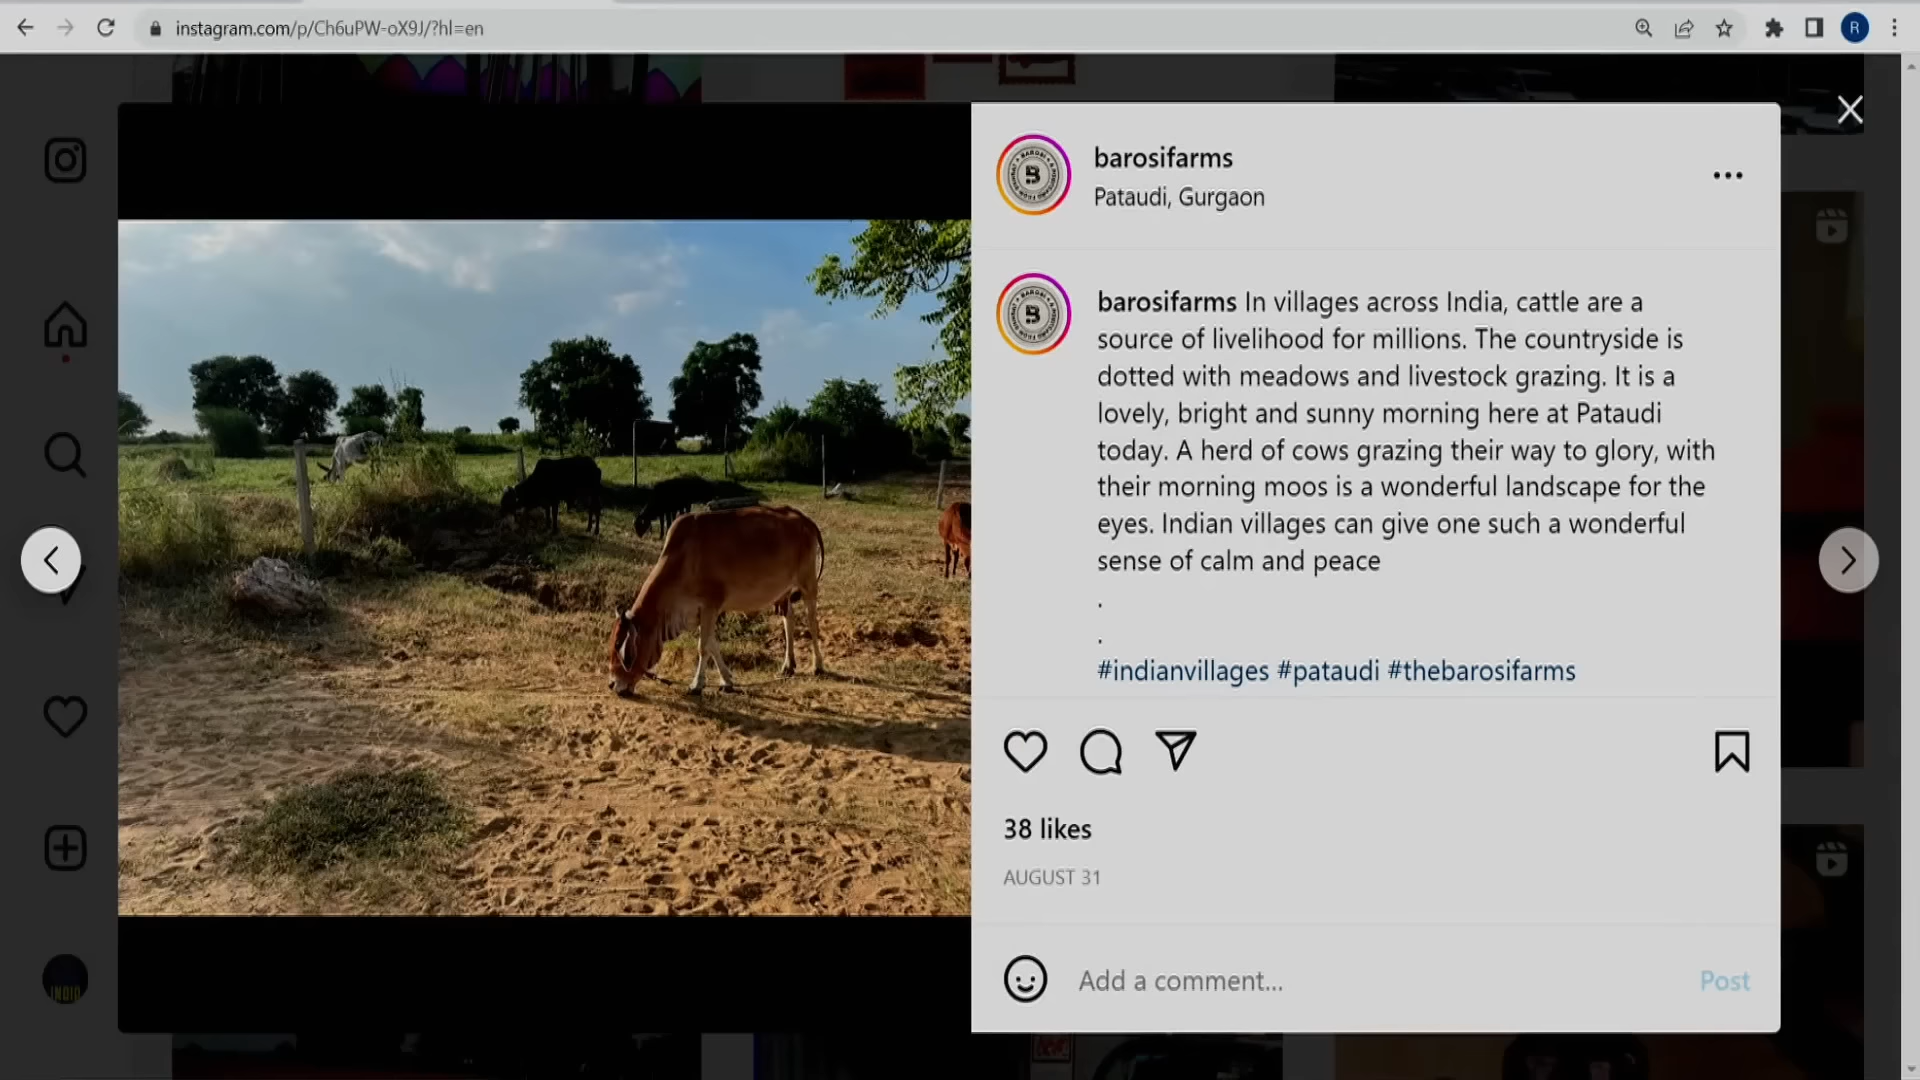 instagram.com/p/Ch6uPW-oX9J/?hl=en
R
barosifarms
Pataudi, Gurgaon
barosifarms In villages across India, cattle are a
source of livelihood for millions. The countryside is
dotted with meadows and livestock grazing. It is a
lovely, bright and sunny morning here at Pataudi
today. A herd of cows grazing their way to glory, with
their morning moos is a wonderful landscape for the
eyes. Indian villages can give one such a wonderful
sense of calm and peace
.
.
#indianvillages #pataudi #thebarosifarms
38 likes
AUGUST 31
Add a comment...
Post